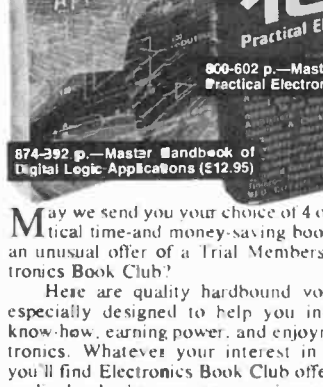 Practical El
800-602 p.—Mast
Practical Electron
874-392 p.—Master Handbook of
Digital Logic Applications ($12.95)
May we send you your choice of 4 o
tical time-and money-saving boo
an unusual offer of a Trial Members
tronics Book Club?
Here are quality hardbound vo
especially designed to help you in
know-how, earning power, and enjoyn
tronics. Whatever your interest in
you'll find Electronics Book Club offe